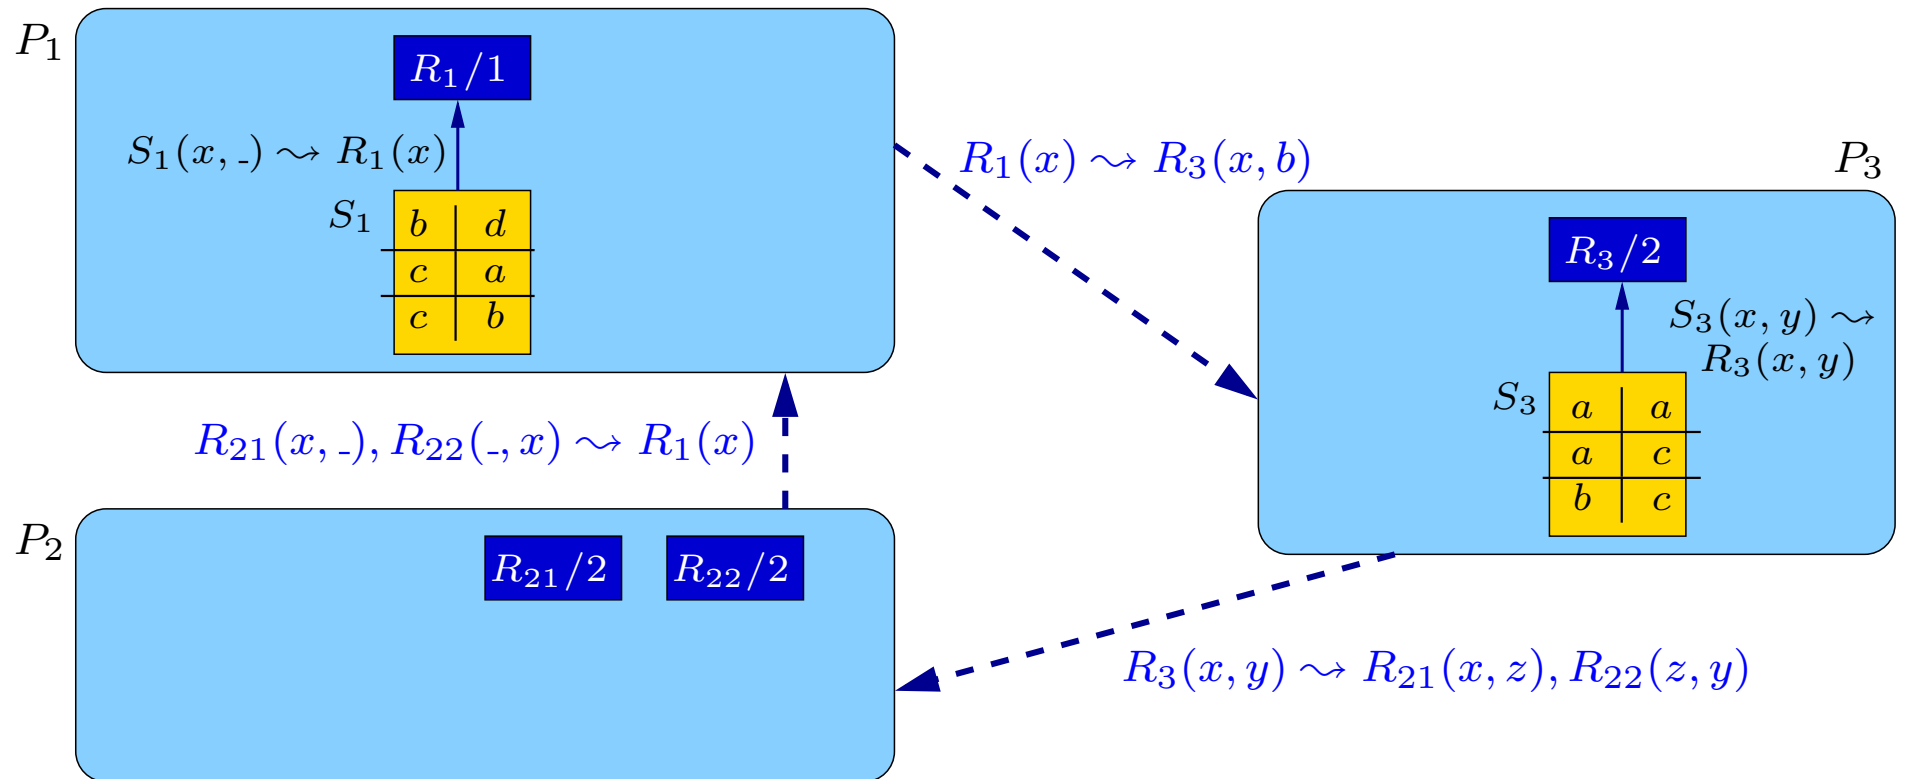 P₁
R₁/1
S₁(x, _) ⤳ R₁(x)
S₁
b d
c a
c b
R₁(x) ⤳ R₃(x, b)
P₃
R₃/2
S₃(x, y) ⤳
R₃(x, y)
S₃
a a
a c
b c
R₂₁(x, _), R₂₂(_, x) ⤳ R₁(x)
P₂
R₂₁/2 R₂₂/2
R₃(x, y) ⤳ R₂₁(x, z), R₂₂(z, y)